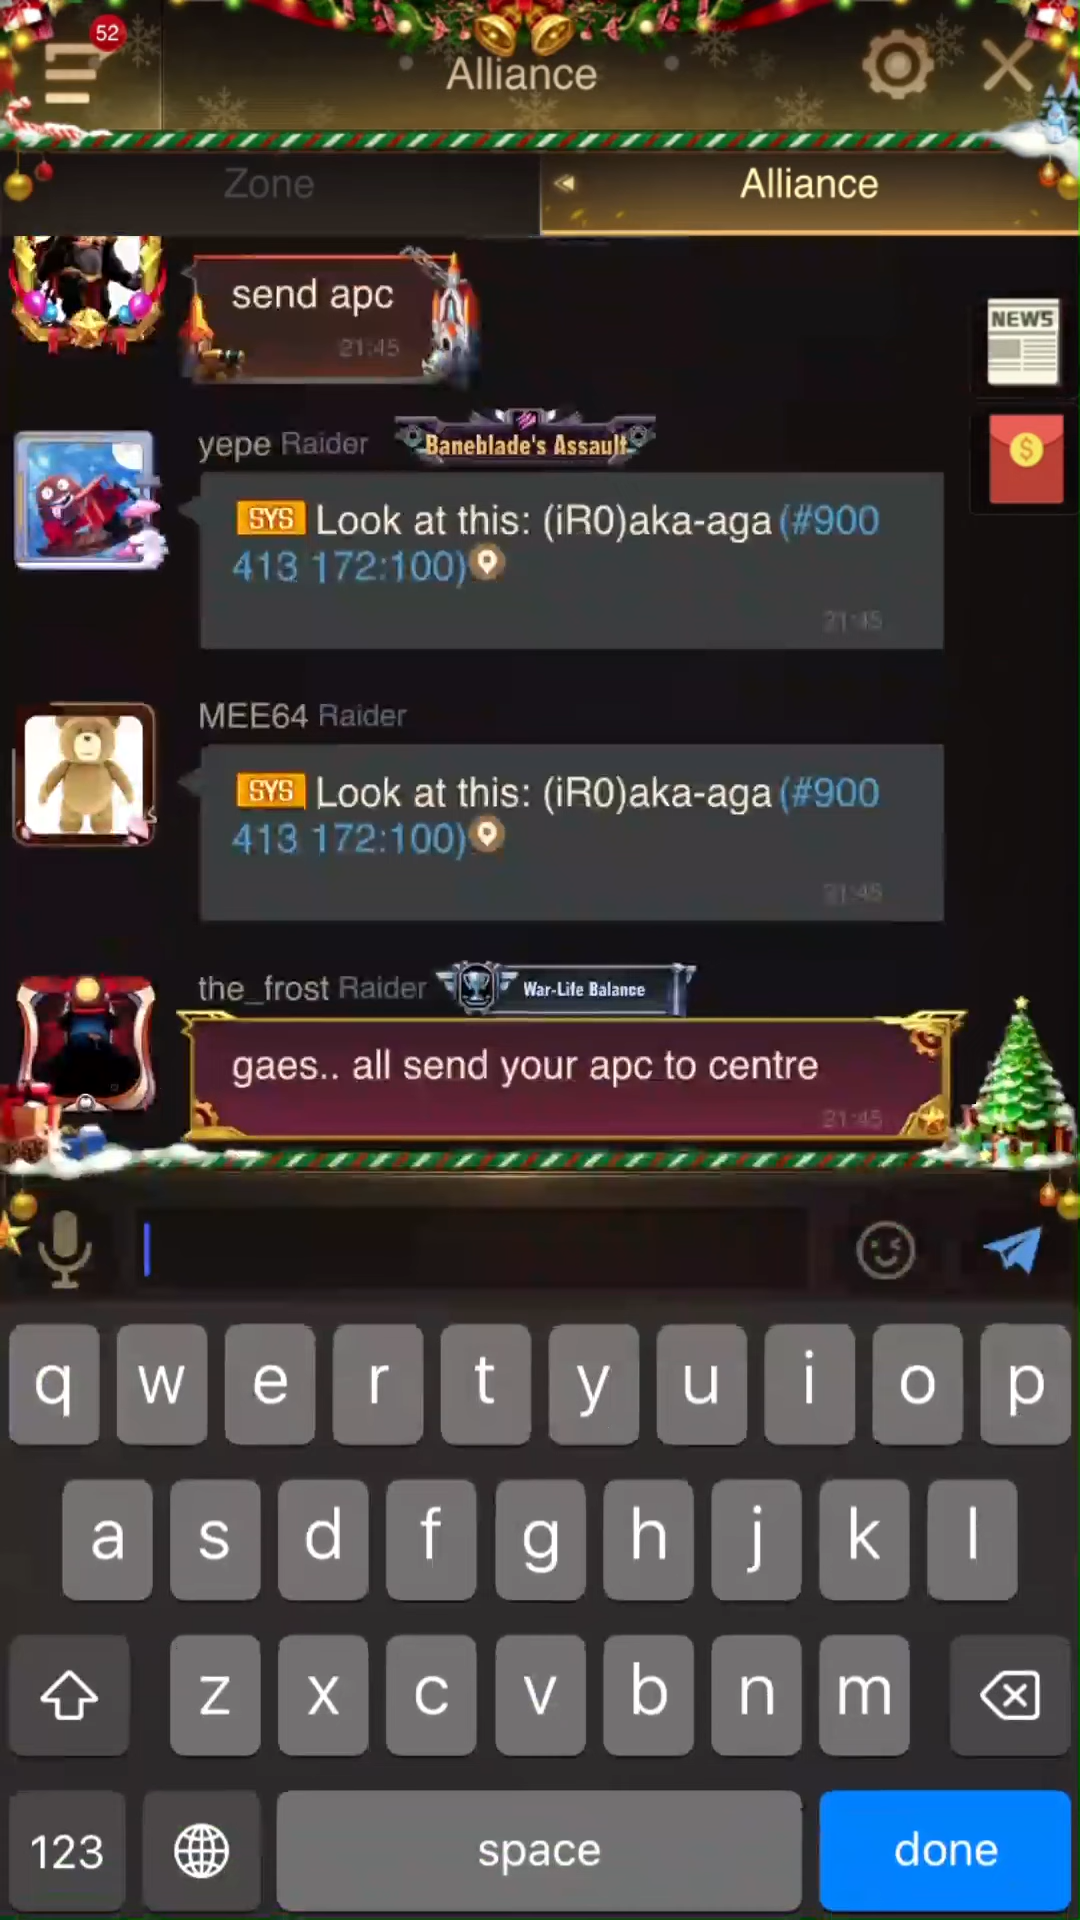 52
Alliance
Zone
Alliance
send apc
21:45
NEWS
yepe Raider
Baneblade's Assault
SYS Look at this: (iR0)aka-aga (#900
413 172:100)
21:45
$
MEE64 Raider
SYS Look at this: (iR0)aka-aga (#900
413 172:100)
21:45
the_frost Raider
War-Life Balance
gaes.. all send your apc to centre
21:45
q w e r t y u i o p
a s d f g h j k l
z x c v b n m
123 space done